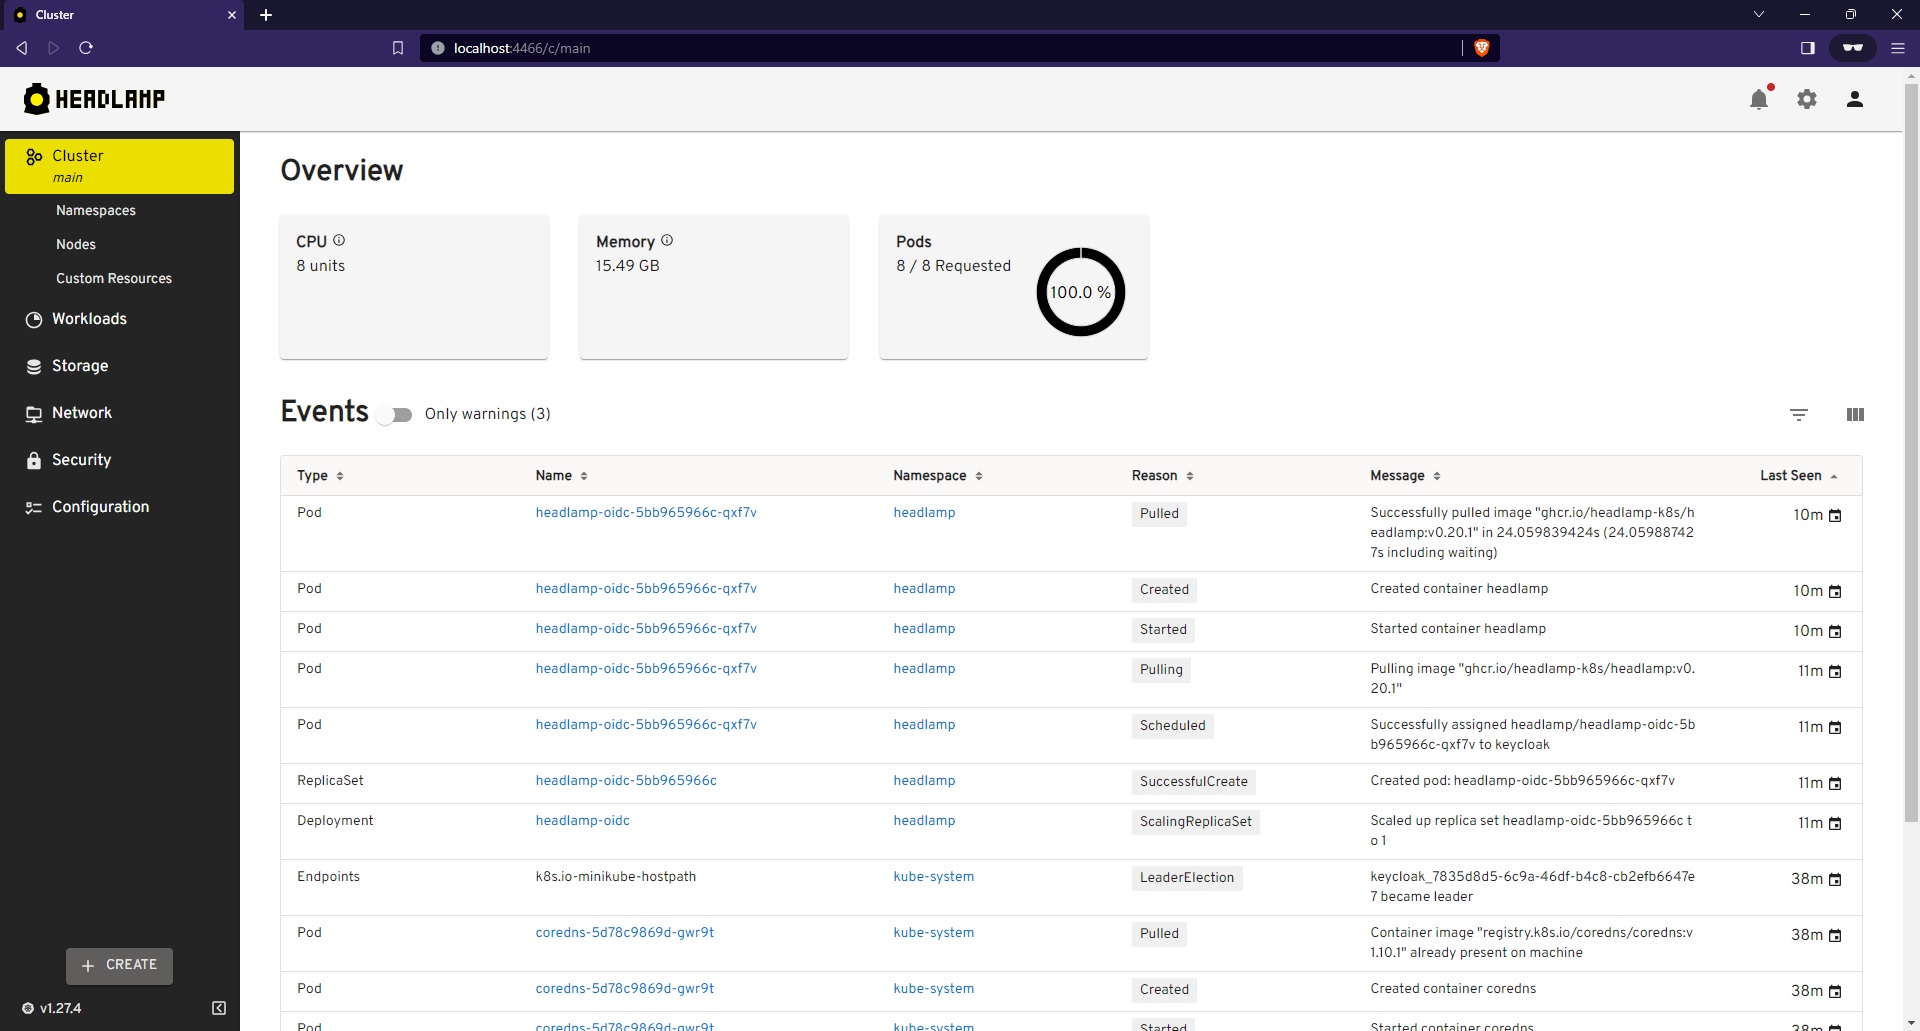 Cluster
localhost:4466/c/main
HEADLAMP
Cluster
main
Namespaces
Nodes
Custom Resources
Workloads
Storage
Network
Security
Configuration
CREATE
v1.27.4
Overview
CPU
8 units
Memory
15.49 GB
Pods
8 / 8 Requested
100.0 %
Events
Only warnings (3)
Type Name Namespace Reason Message Last Seen
Pod headlamp-oidc-5bb965966c-qxf7v headlamp Pulled Successfully pulled image "ghcr.io/headlamp-k8s/h 10m
eadlamp:v0.20.1" in 24.059839424s (24.05988742
7s including waiting)
Pod headlamp-oidc-5bb965966c-qxf7v headlamp Created Created container headlamp 10m
Pod headlamp-oidc-5bb965966c-qxf7v headlamp Started Started container headlamp 10m
Pod headlamp-oidc-5bb965966c-qxf7v headlamp Pulling Pulling image "ghcr.io/headlamp-k8s/headlamp:v0. 11m
20.1"
Pod headlamp-oidc-5bb965966c-qxf7v headlamp Scheduled Successfully assigned headlamp/headlamp-oidc-5b 11m
b965966c-qxf7v to keycloak
ReplicaSet headlamp-oidc-5bb965966c headlamp SuccessfulCreate Created pod: headlamp-oidc-5bb965966c-qxf7v 11m
Deployment headlamp-oidc headlamp ScalingReplicaSet Scaled up replica set headlamp-oidc-5bb965966c t 11m
o 1
Endpoints k8s.io-minikube-hostpath kube-system LeaderElection keycloak_7835d8d5-6c9a-46df-b4c8-cb2efb6647e 38m
7 became leader
Pod coredns-5d78c9869d-gwr9t kube-system Pulled Container image "registry.k8s.io/coredns/coredns:v 38m
1.10.1" already present on machine
Pod coredns-5d78c9869d-gwr9t kube-system Created Created container coredns 38m
Pod coredns-5d78c9869d-gwr9t kube-system Started Started container coredns 38m